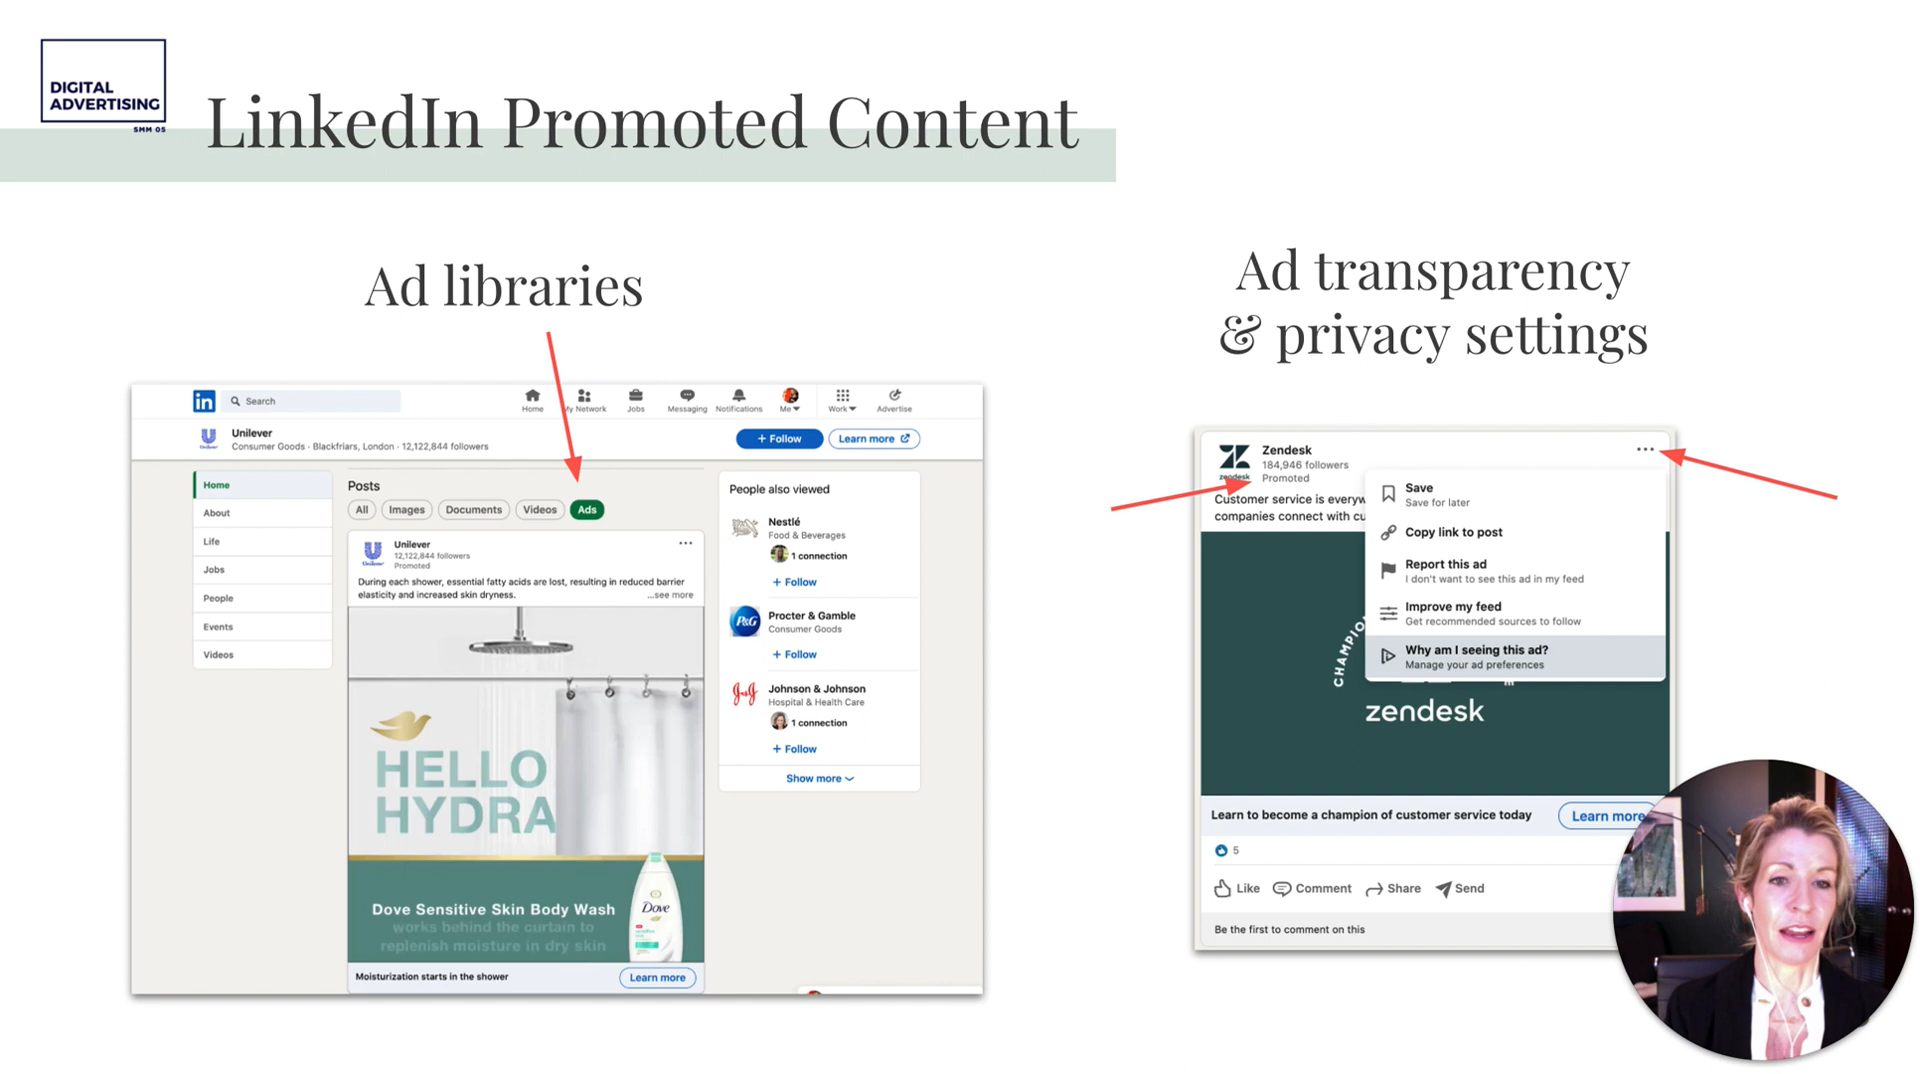 DIGITAL
ADVERTISING
SMM 05
LinkedIn Promoted Content
Ad libraries
Ad transparency
& privacy settings
in
Search
Home
My Network
Jobs
Messaging
Notifications
Me
Work
Advertise
Unilever
Consumer Goods · Blackfriars, London · 12,122,844 followers
+ Follow
Learn more
Home
About
Life
Jobs
People
Events
Videos
Posts
All
Images
Documents
Videos
Ads
Unilever
12,122,844 followers
Promoted
During each shower, essential fatty acids are lost, resulting in reduced barrier
elasticity and increased skin dryness.
...see more
HELLO
HYDRA
Dove Sensitive Skin Body Wash
works behind the curtain to
replenish moisture in dry skin
Dove
Moisturization starts in the shower
Learn more
People also viewed
Nestlé
Food & Beverages
1 connection
+ Follow
P&G
Procter & Gamble
Consumer Goods
+ Follow
J&J
Johnson & Johnson
Hospital & Health Care
1 connection
+ Follow
Show more
zendesk
Zendesk
184,946 followers
Promoted
Customer service is everyw
companies connect with cu
Save
Save for later
Copy link to post
Report this ad
I don't want to see this ad in my feed
Improve my feed
Get recommended sources to follow
Why am I seeing this ad?
Manage your ad preferences
CHAMPIO
zendesk
Learn to become a champion of customer service today
Learn more
5
Like
Comment
Share
Send
Be the first to comment on this